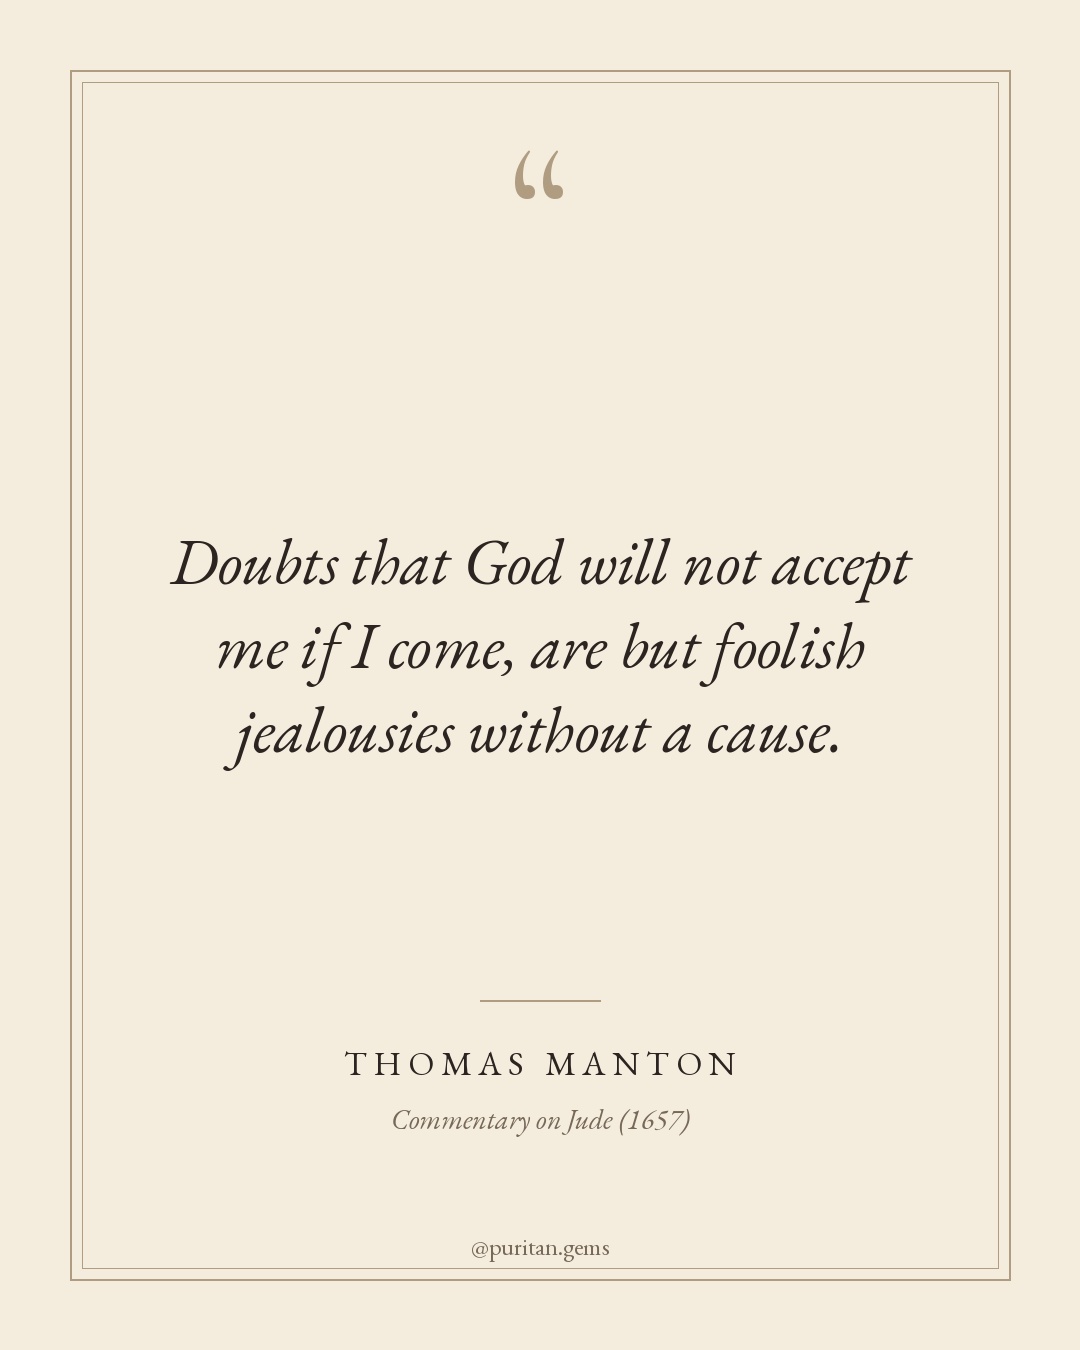 “
Doubts that God will not accept
me if I come, are but foolish
jealousies without a cause.
THOMAS MANTON
Commentary on Jude (1657)
@puritan.gems